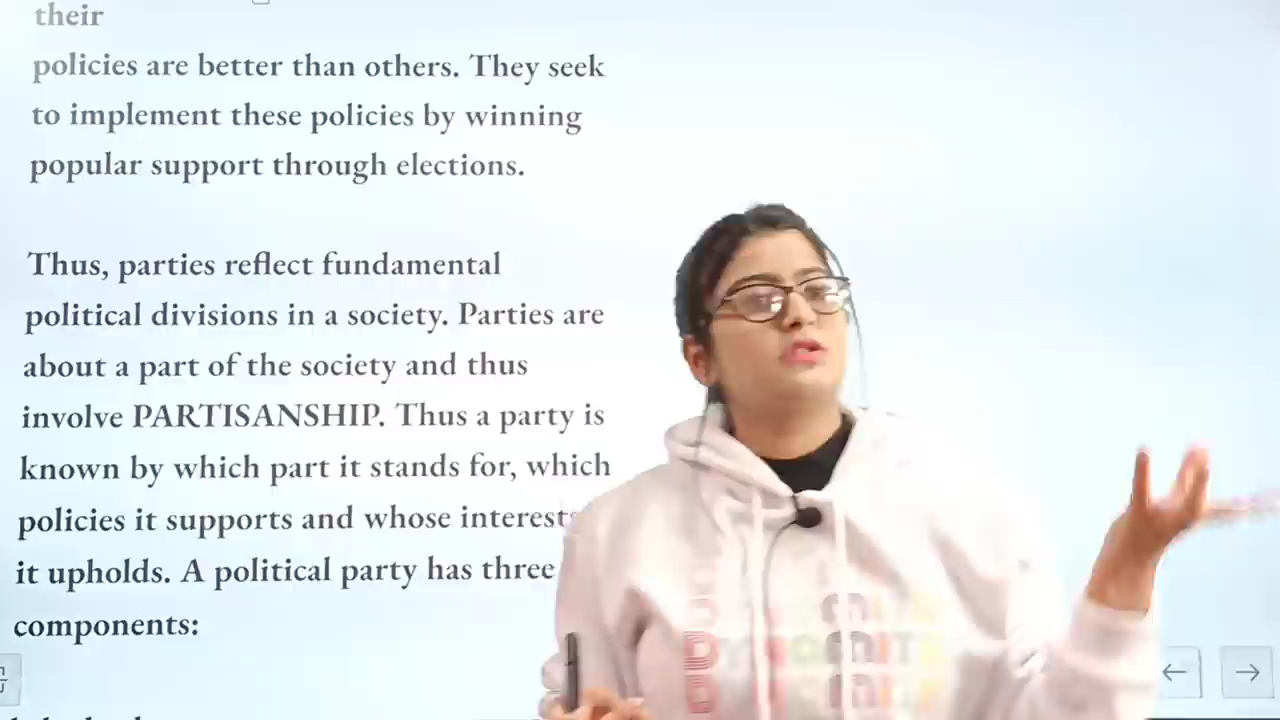 their
policies are better than others. They seek
to implement these policies by winning
popular support through elections.
Thus, parties reflect fundamental
political divisions in a society. Parties are
about a part of the society and thus
involve PARTISANSHIP. Thus a party is
known by which part it stands for, which
policies it supports and whose interests
it upholds. A political party has three
components: